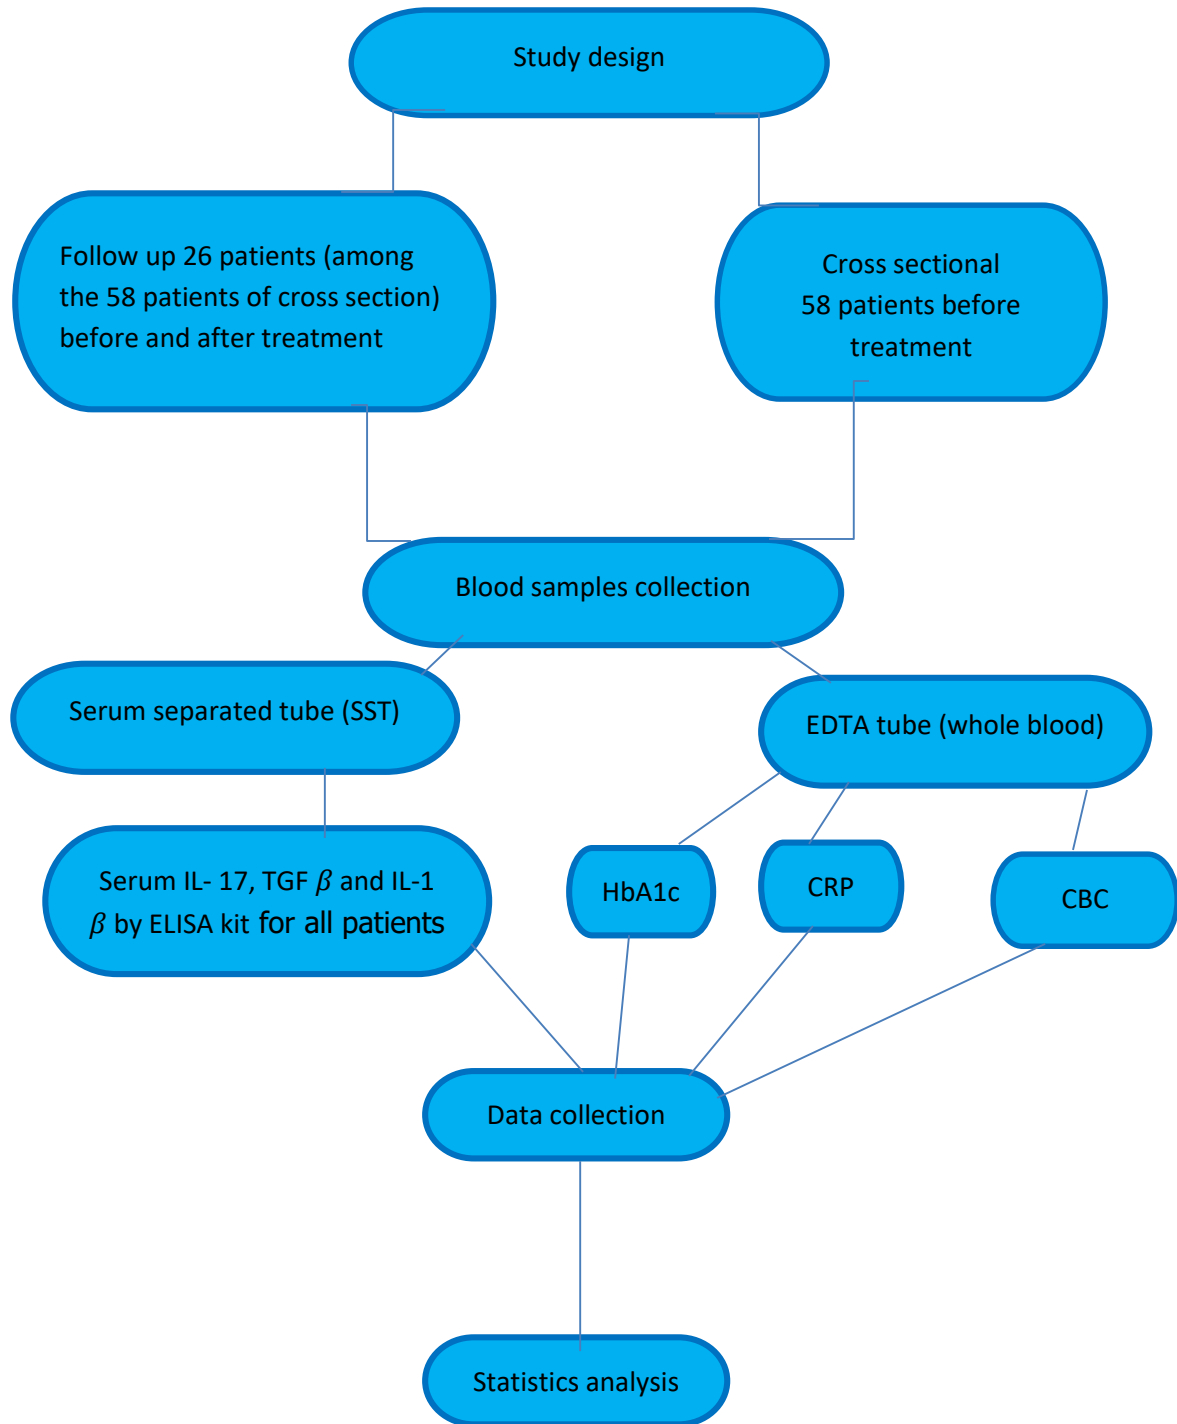 Study design
Follow up 26 patients (among
the 58 patients of cross section)
before and after treatment
Cross sectional
58 patients before
treatment
Blood samples collection
Serum separated tube (SST)
EDTA tube (whole blood)
Serum IL- 17, TGF 𝛽 and IL-1
𝛽 by ELISA kit for all patients
HbA1c
CRP
CBC
Data collection
Statistics analysis